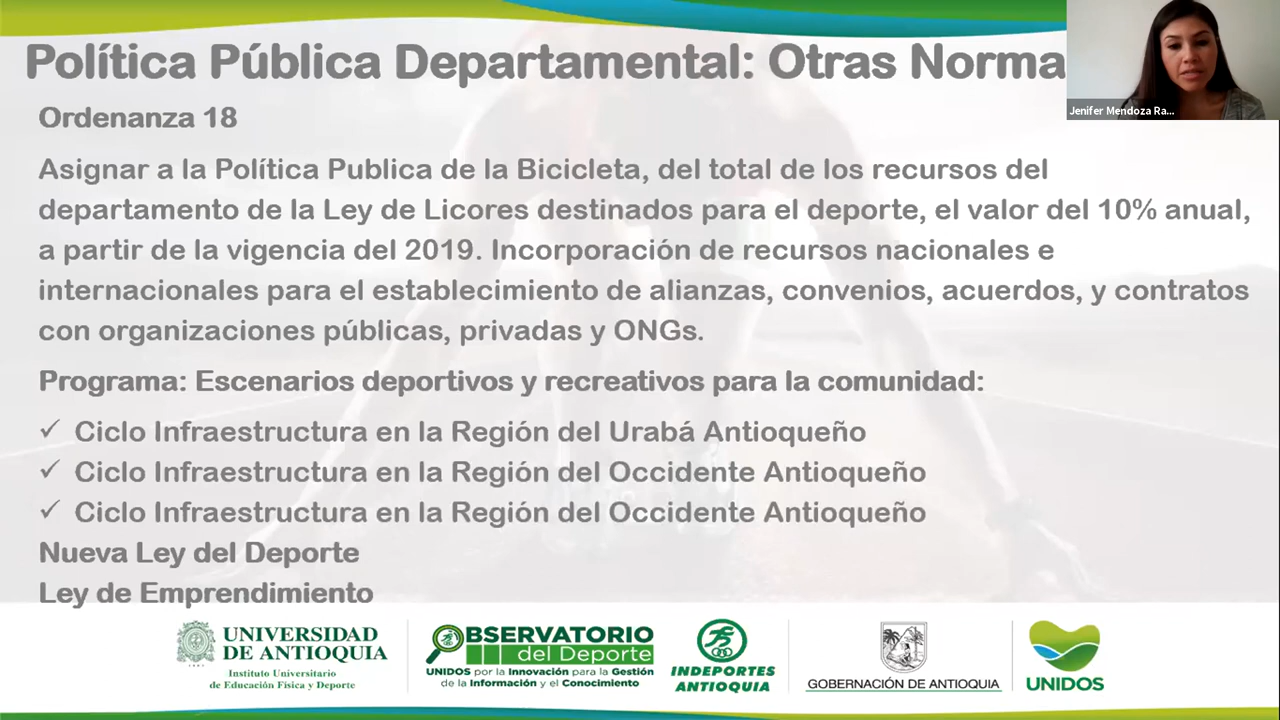 Política Pública Departamental: Otras Norma
Jenifer Mendoza Ra...
Ordenanza 18
Asignar a la Política Publica de la Bicicleta, del total de los recursos del
departamento de la Ley de Licores destinados para el deporte, el valor del 10% anual,
a partir de la vigencia del 2019. Incorporación de recursos nacionales e
internacionales para el establecimiento de alianzas, convenios, acuerdos, y contratos
con organizaciones públicas, privadas y ONGs.
Programa: Escenarios deportivos y recreativos para la comunidad:
✓ Ciclo Infraestructura en la Región del Urabá Antioqueño
✓ Ciclo Infraestructura en la Región del Occidente Antioqueño
✓ Ciclo Infraestructura en la Región del Occidente Antioqueño
Nueva Ley del Deporte
Ley de Emprendimiento
UNIVERSIDAD
DE ANTIOQUIA
Instituto Universitario
de Educación Física y Deporte
OBSERVATORIO
del Deporte
UNIDOS por la Innovación para la Gestión
de la Información y el Conocimiento
INDEPORTES
ANTIOQUIA
GOBERNACIÓN DE ANTIOQUIA
UNIDOS